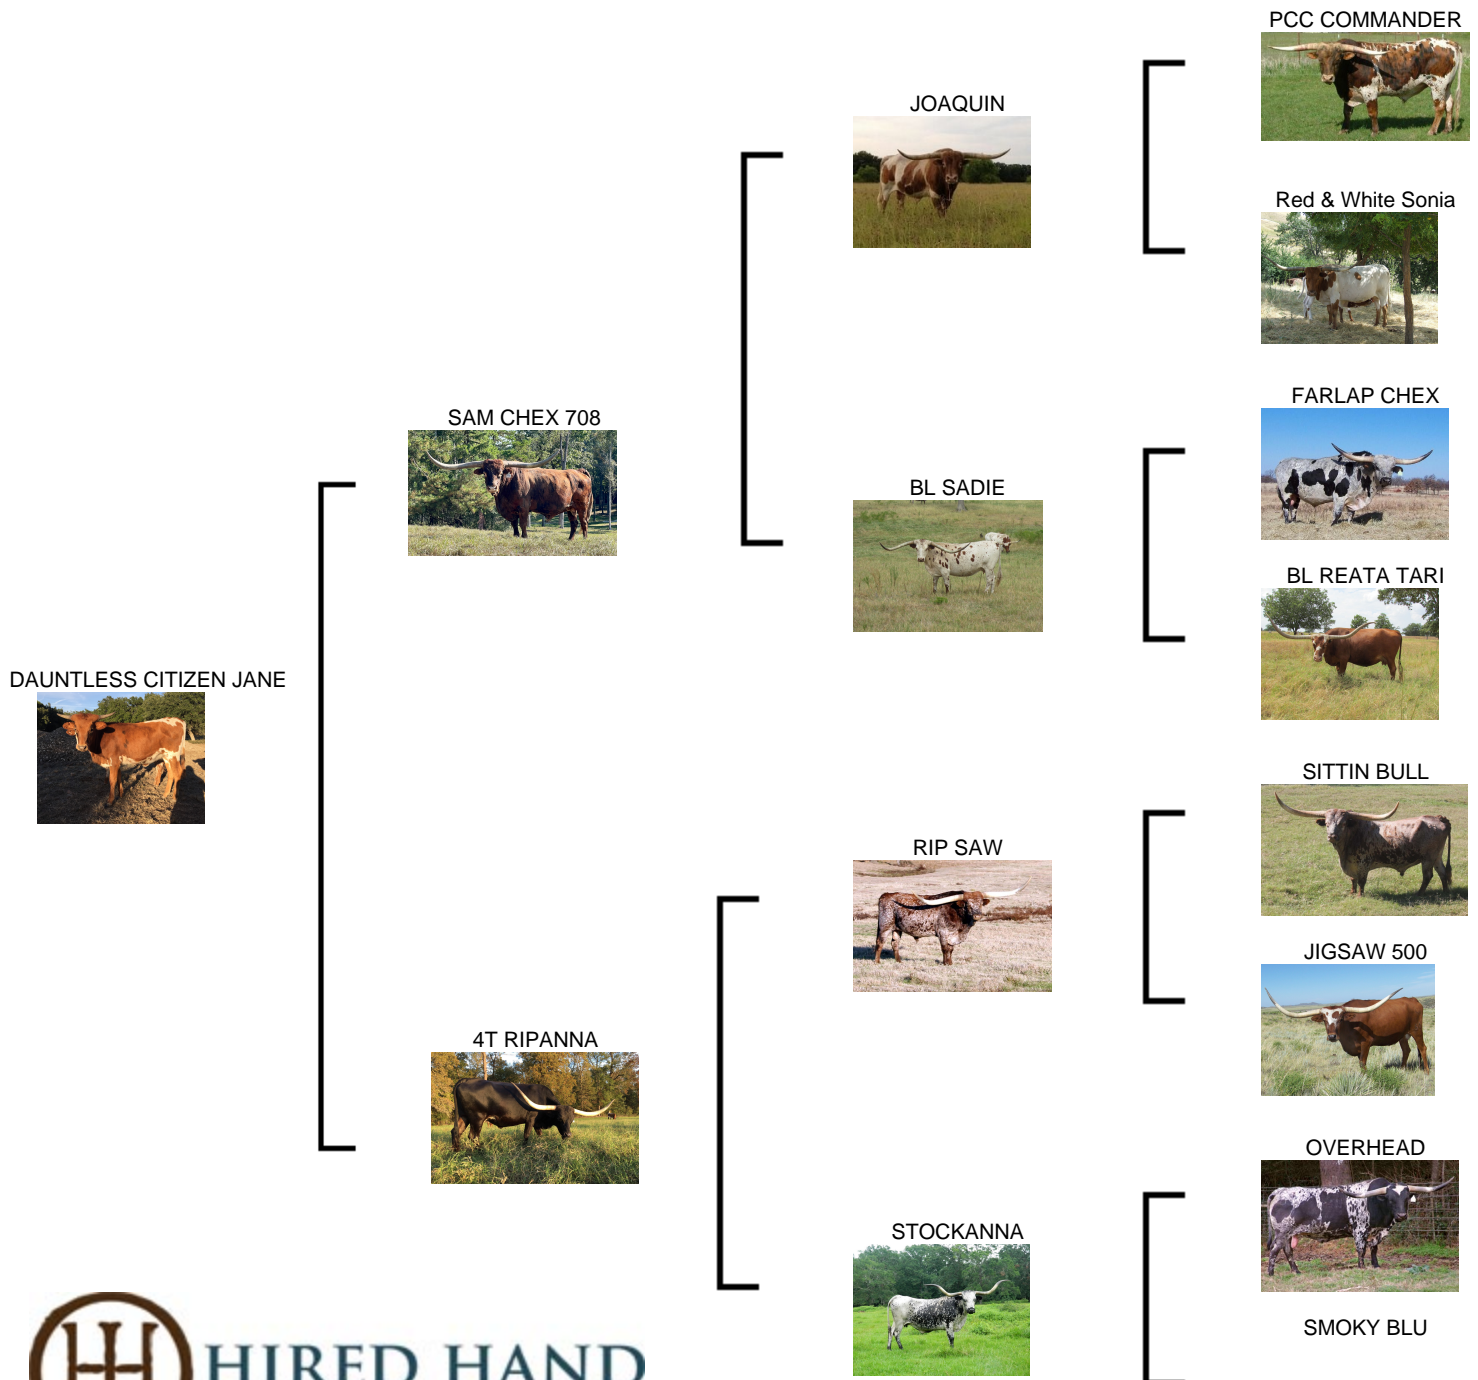 PCC COMMANDER
JOAQUIN
Red & White Sonia
FARLAP CHEX
SAM CHEX 708
BL SADIE
BL REATA TARI
DAUNTLESS CITIZEN JANE
SITTIN BULL
RIP SAW
JIGSAW 500
4T RIPANNA
OVERHEAD
STOCKANNA
SMOKY BLU
HIRED HAND